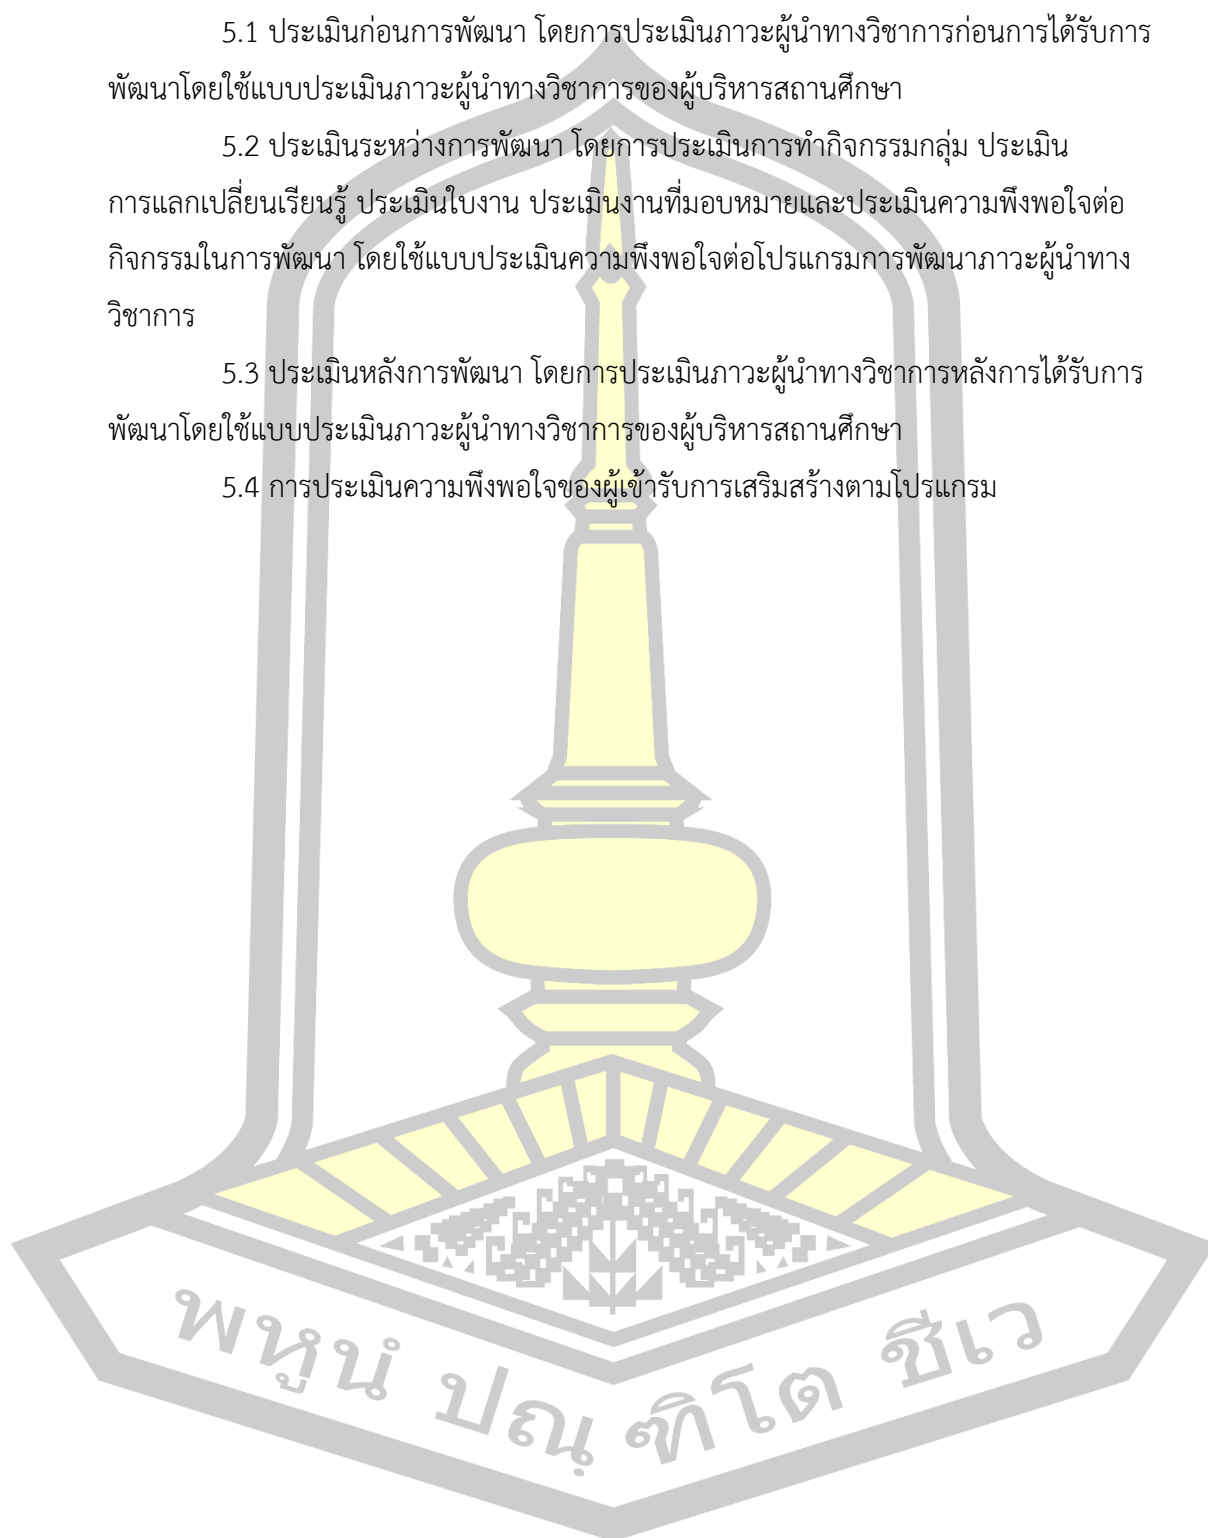 5.1 ประเมินก่อนการพัฒนา โดยการประเมินภาวะผู้นำทางวิชาการก่อนการได้รับการ
พัฒนาโดยใช้แบบประเมินภาวะผู้นำทางวิชาการของผู้บริหารสถานศึกษา
5.2 ประเมินระหว่างการพัฒนา โดยการประเมินการทำกิจกรรมกลุ่ม ประเมิน
การแลกเปลี่ยนเรียนรู้ ประเมินใบงาน ประเมินงานที่มอบหมายและประเมินความพึงพอใจต่อ
กิจกรรมในการพัฒนา โดยใช้แบบประเมินความพึงพอใจต่อโปรแกรมการพัฒนาภาวะผู้นำทาง
วิชาการ
5.3 ประเมินหลังการพัฒนา โดยการประเมินภาวะผู้นำทางวิชาการหลังการได้รับการ
พัฒนาโดยใช้แบบประเมินภาวะผู้นำทางวิชาการของผู้บริหารสถานศึกษา
5.4 การประเมินความพึงพอใจของผู้เข้ารับการเสริมสร้างตามโปรแกรม
พหูนํ ปณฺ ฑิโต ชีเว